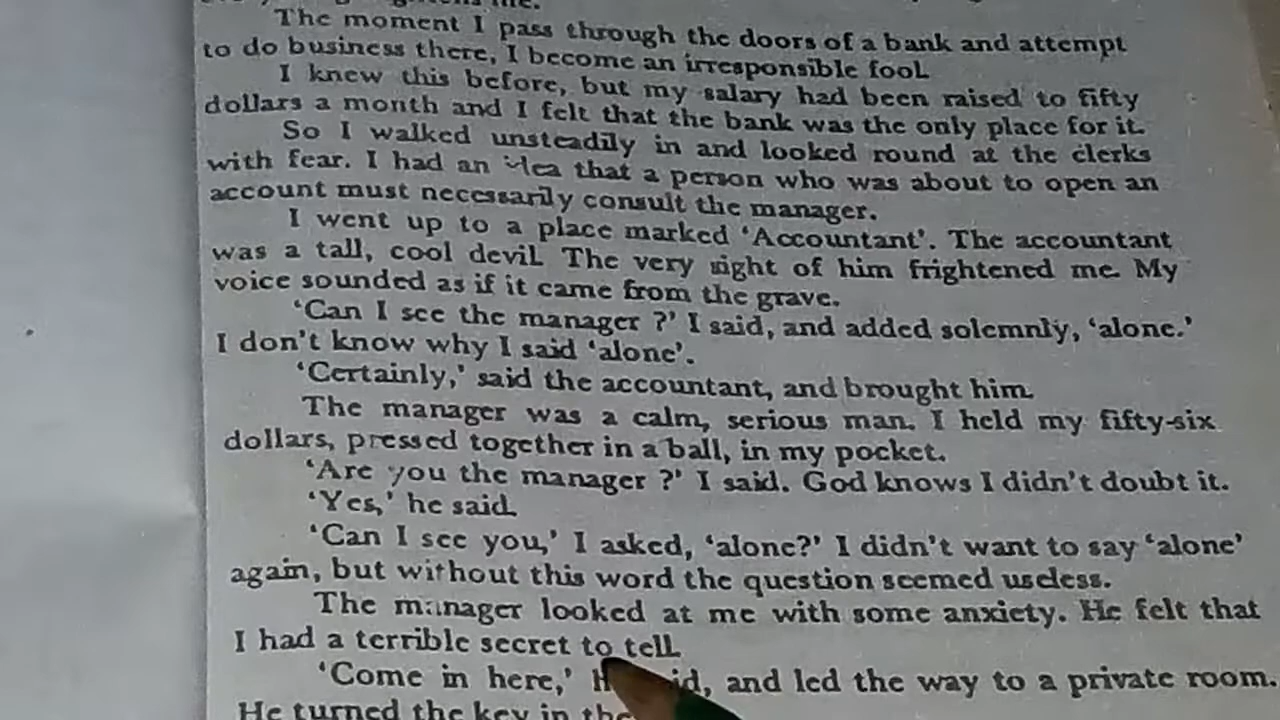 The moment I pass through the doors of a bank and attempt
to do business there, I become an irresponsible fool.
I knew this before, but my salary had been raised to fifty
dollars a month and I felt that the bank was the only place for it.
So I walked unsteadily in and looked round at the clerks
with fear. I had an idea that a person who was about to open an
account must necessarily consult the manager.
I went up to a place marked ‘Accountant’. The accountant
was a tall, cool devil. The very sight of him frightened me. My
voice sounded as if it came from the grave.
‘Can I see the manager ?’ I said, and added solemnly, ‘alone.’
I don’t know why I said ‘alone’.
‘Certainly,’ said the accountant, and brought him.
The manager was a calm, serious man. I held my fifty-six
dollars, pressed together in a ball, in my pocket.
‘Are you the manager ?’ I said. God knows I didn’t doubt it.
‘Yes,’ he said.
‘Can I see you,’ I asked, ‘alone?’ I didn’t want to say ‘alone’
again, but without this word the question seemed useless.
The manager looked at me with some anxiety. He felt that
I had a terrible secret to tell.
‘Come in here,’ and led the way to a private room.
He turned the key in the